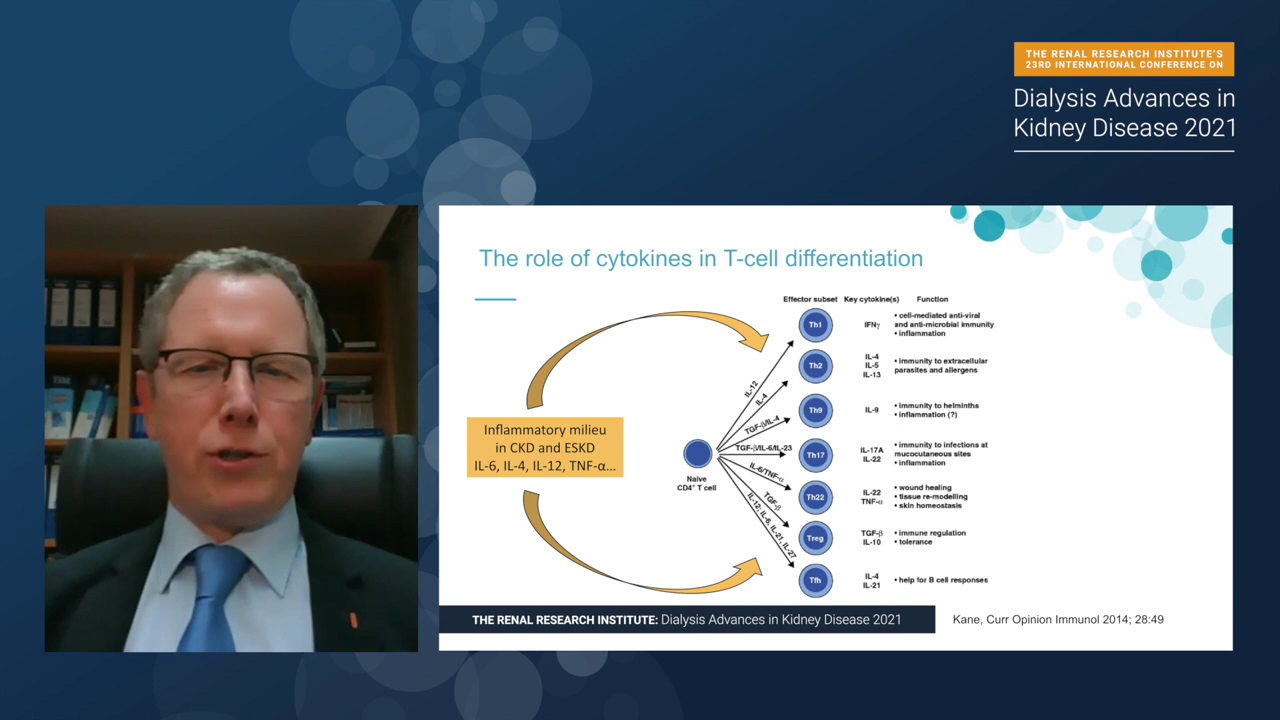 THE RENAL RESEARCH INSTITUTE'S
23RD INTERNATIONAL CONFERENCE ON
Dialysis Advances in
Kidney Disease 2021
The role of cytokines in T-cell differentiation
Effector subset Key cytokine(s) Function
Th1
IFNγ
• cell-mediated anti-viral
and anti-microbial immunity
• inflammation
Th2
IL-4
IL-5
IL-13
• immunity to extracellular
parasites and allergens
Th9
IL-9
• immunity to helminths
• inflammation (?)
Th17
IL-17A
IL-22
• immunity to infections at
mucocutaneous sites
• inflammation
Th22
IL-22
TNF-α
• wound healing
• tissue re-modelling
• skin homeostasis
Treg
TGF-β
IL-10
• immune regulation
• tolerance
Tfh
IL-4
IL-21
• help for B cell responses
IL-12
IL-4
TGF-β/IL-4
TGF-β/IL-6/IL-23
IL-6/TNF-α
TGF-β
IL-12, IL-6, IL-21, IL-27
Naive
CD4⁺ T cell
Inflammatory milieu
in CKD and ESKD
IL-6, IL-4, IL-12, TNF-α...
THE RENAL RESEARCH INSTITUTE: Dialysis Advances in Kidney Disease 2021
Kane, Curr Opinion Immunol 2014; 28:49